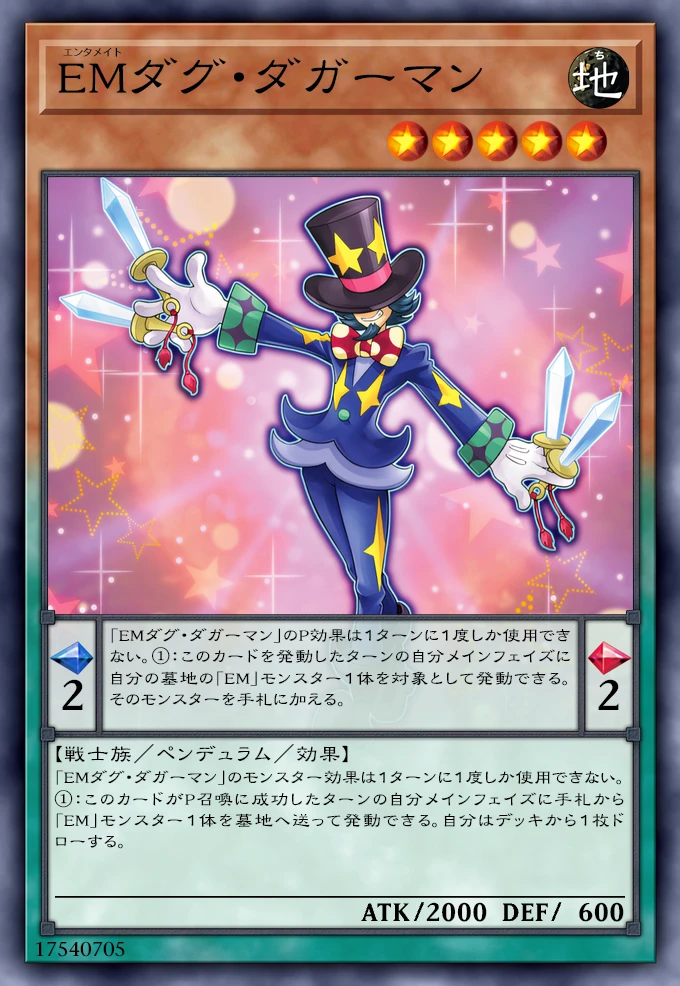 エンタメイト
EMダグ・ダガーマン
ち
地
「EMダグ・ダガーマン」のP効果は1ターンに1度しか使用でき
ない。①:このカードを発動したターンの自分メインフェイズに
自分の墓地の「EM」モンスター1体を対象として発動できる。
そのモンスターを手札に加える。
2
2
【戦士族/ペンデュラム/効果】
「EMダグ・ダガーマン」のモンスター効果は1ターンに1度しか使用できない。
①:このカードがP召喚に成功したターンの自分メインフェイズに手札から
「EM」モンスター1体を墓地へ送って発動できる。自分はデッキから1枚ド
ローする。
ATK/2000 DEF/ 600
17540705